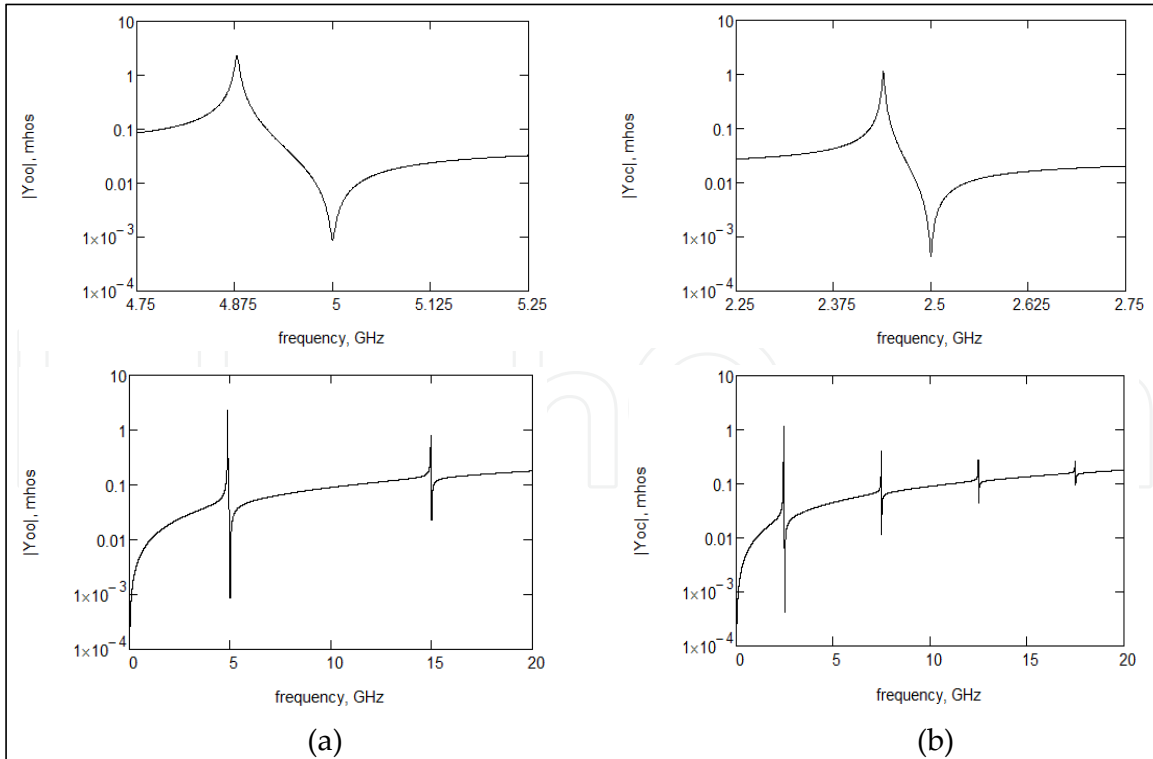 10
1
0.1
0.01
1×10⁻³
1×10⁻⁴
|Yoo|, mhos
4.75 4.875 5 5.125 5.25
frequency, GHz
10
1
0.1
0.01
1×10⁻³
1×10⁻⁴
|Yoc|, mhos
2.25 2.375 2.5 2.625 2.75
frequency, GHz
10
1
0.1
0.01
1×10⁻³
1×10⁻⁴
|Yoo|, mhos
0 5 10 15 20
frequency, GHz
(a)
10
1
0.1
0.01
1×10⁻³
1×10⁻⁴
|Yoc|, mhos
0 5 10 15 20
frequency, GHz
(b)